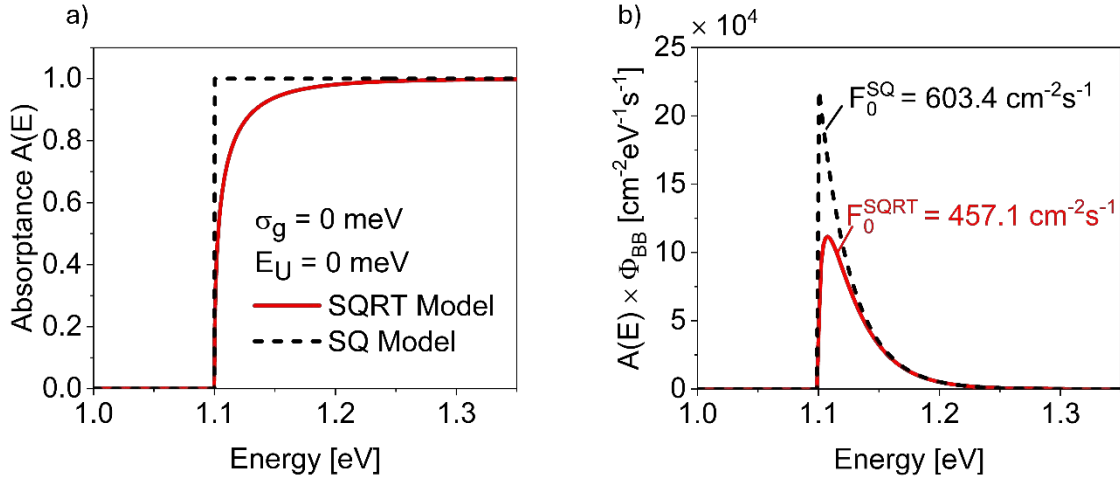 a)
Absorptance A(E)
1.0
0.8
0.6
0.4
0.2
0.0
σg = 0 meV
EU = 0 meV
SQRT Model
SQ Model
1.0 1.1 1.2 1.3
Energy [eV]
b)
× 10⁴
A(E) × ΦBB [cm⁻²eV⁻¹s⁻¹]
25
20
15
10
5
0
F₀^SQ = 603.4 cm⁻²s⁻¹
F₀^SQRT = 457.1 cm⁻²s⁻¹
1.0 1.1 1.2 1.3
Energy [eV]